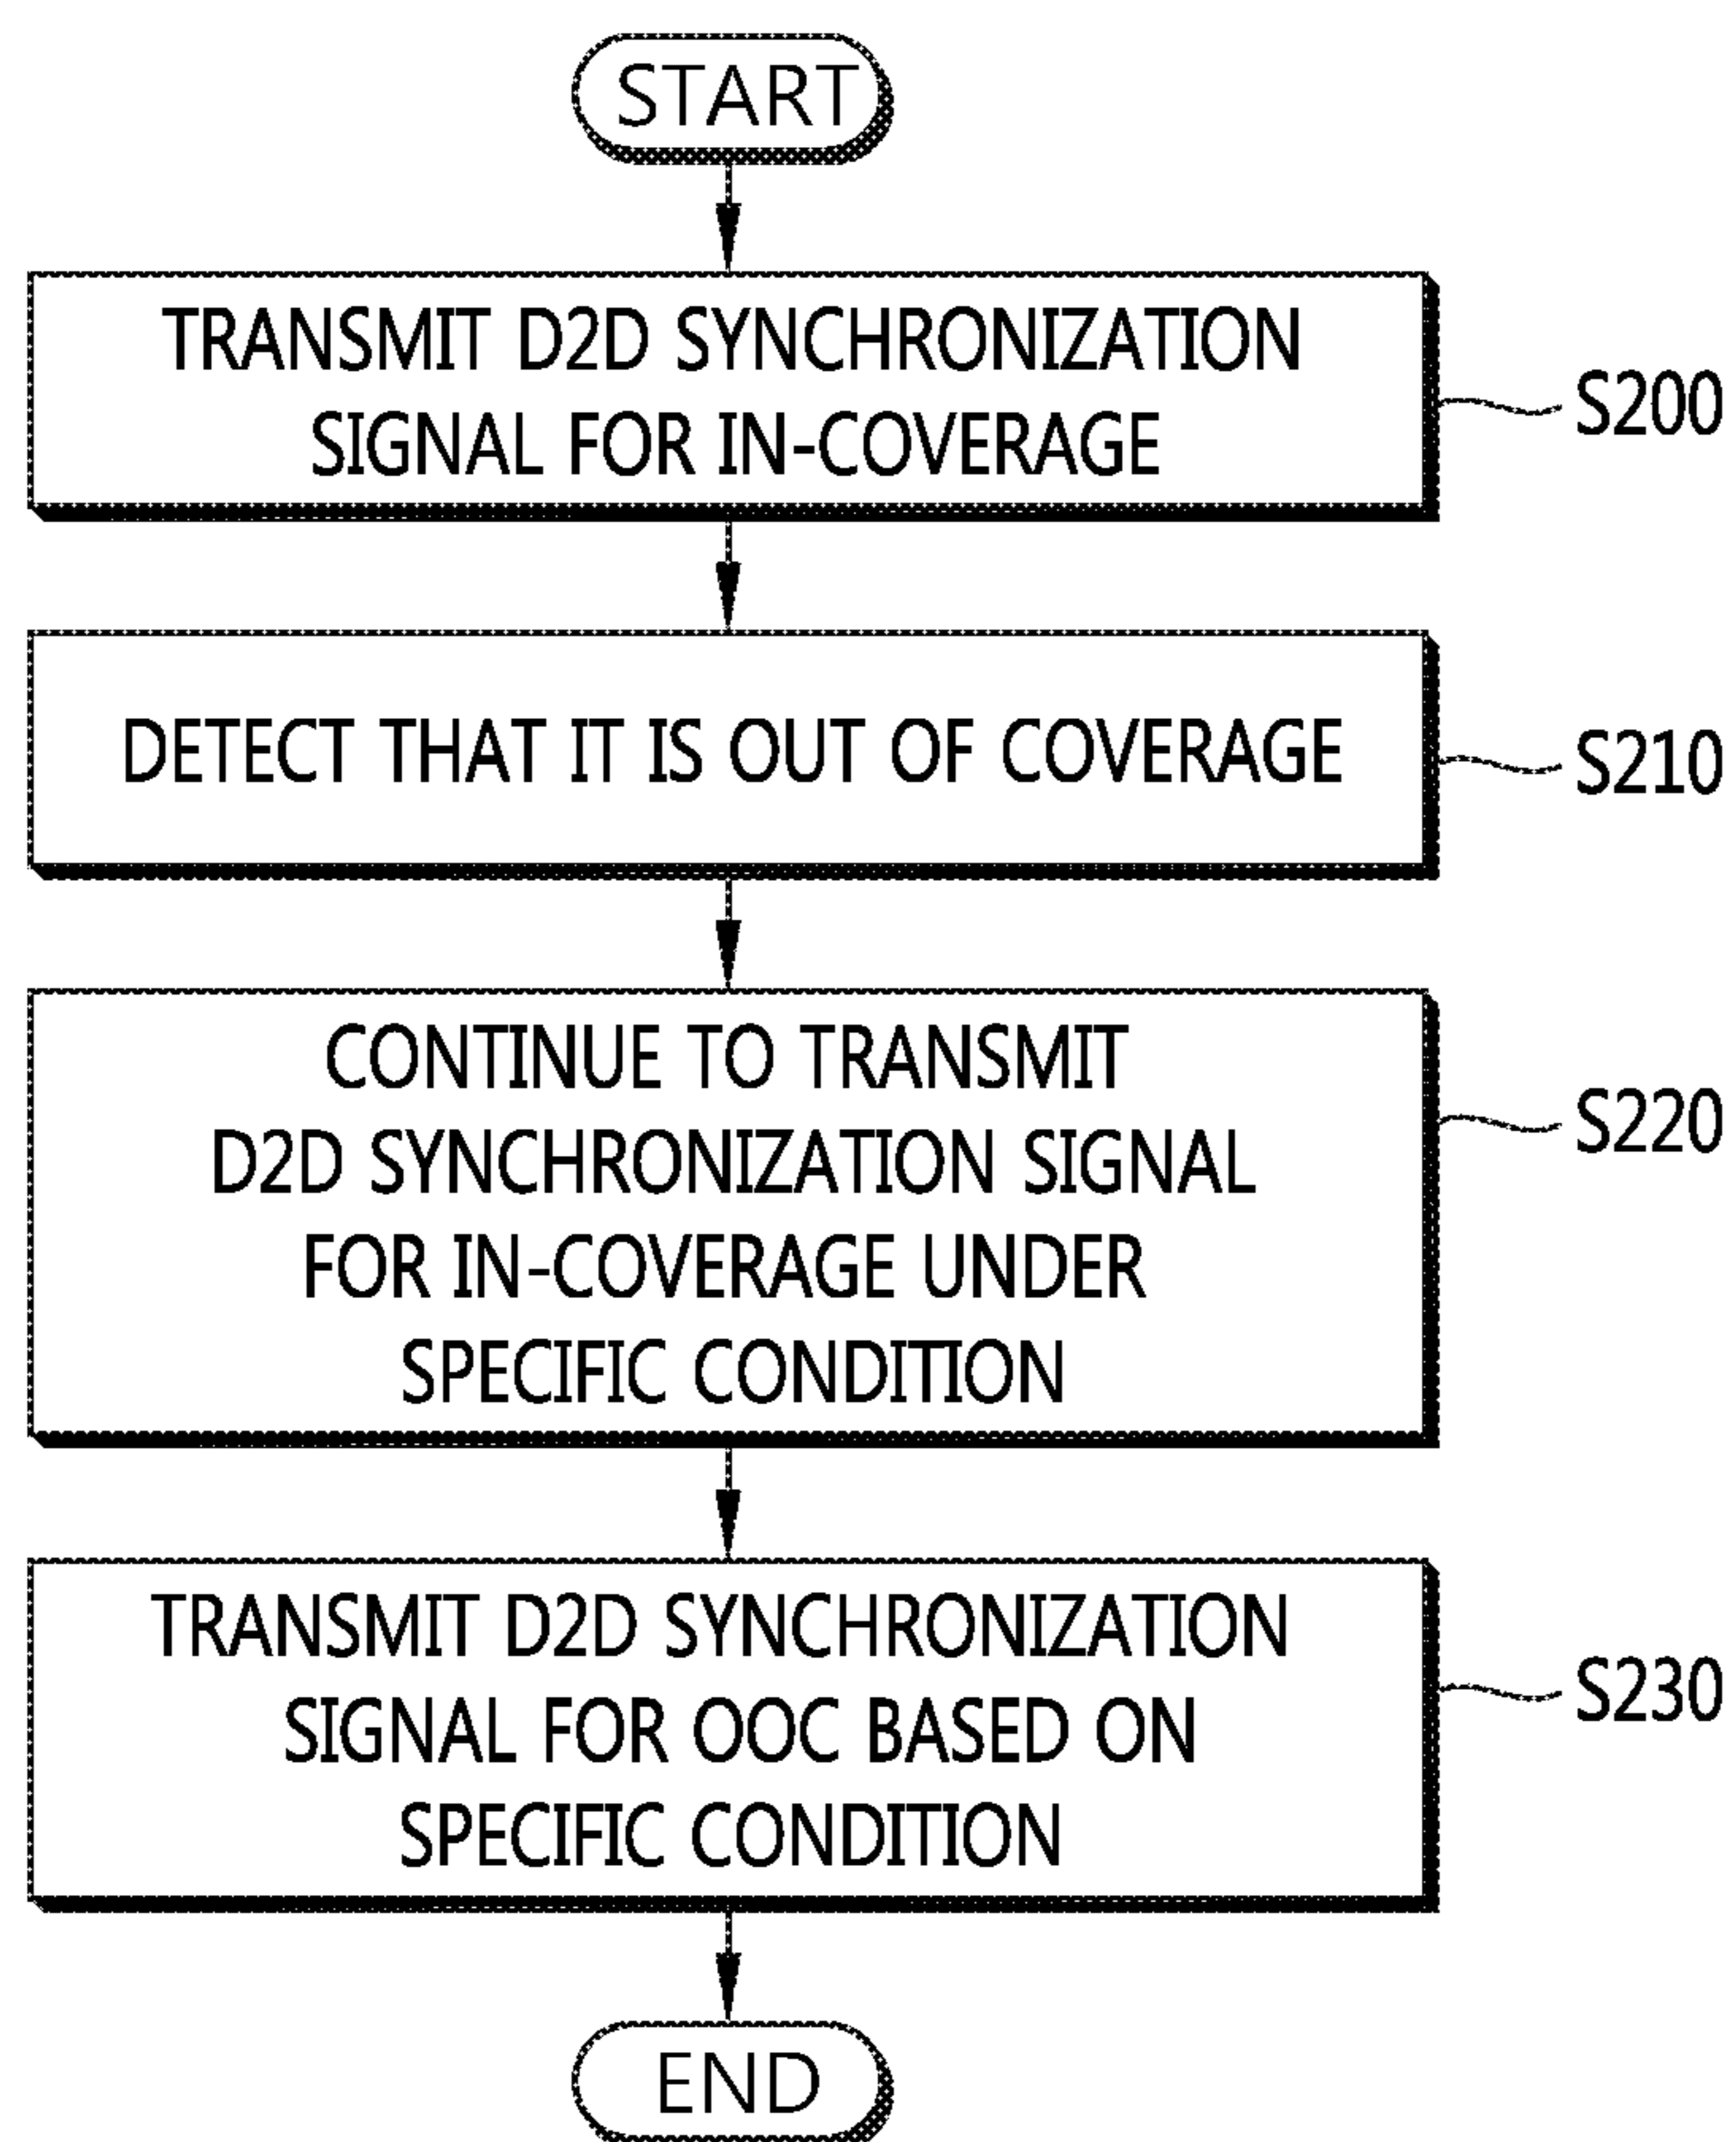 START
TRANSMIT D2D SYNCHRONIZATION
SIGNAL FOR IN-COVERAGE
S200
DETECT THAT IT IS OUT OF COVERAGE
S210
CONTINUE TO TRANSMIT
D2D SYNCHRONIZATION SIGNAL
FOR IN-COVERAGE UNDER
SPECIFIC CONDITION
S220
TRANSMIT D2D SYNCHRONIZATION
SIGNAL FOR OOC BASED ON
SPECIFIC CONDITION
S230
END